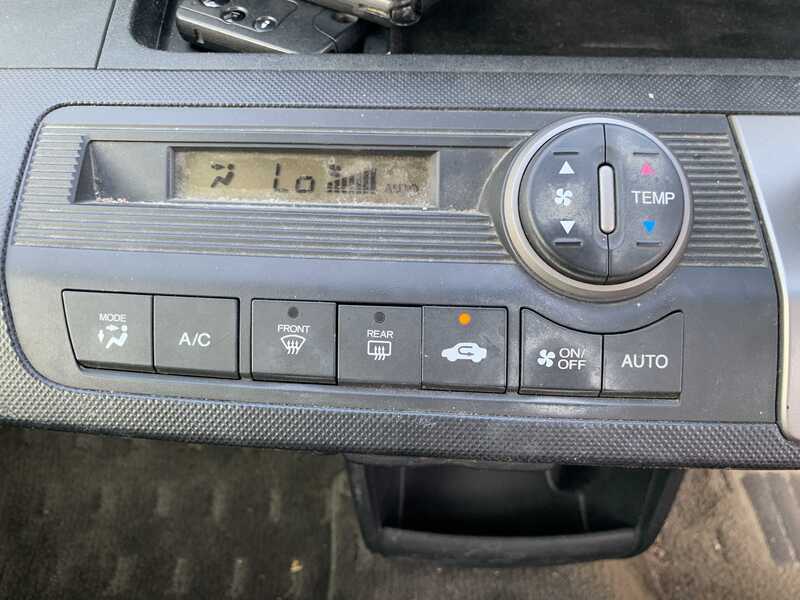 Lo AUTO
TEMP
MODE
A/C
FRONT
REAR
ON/
OFF
AUTO